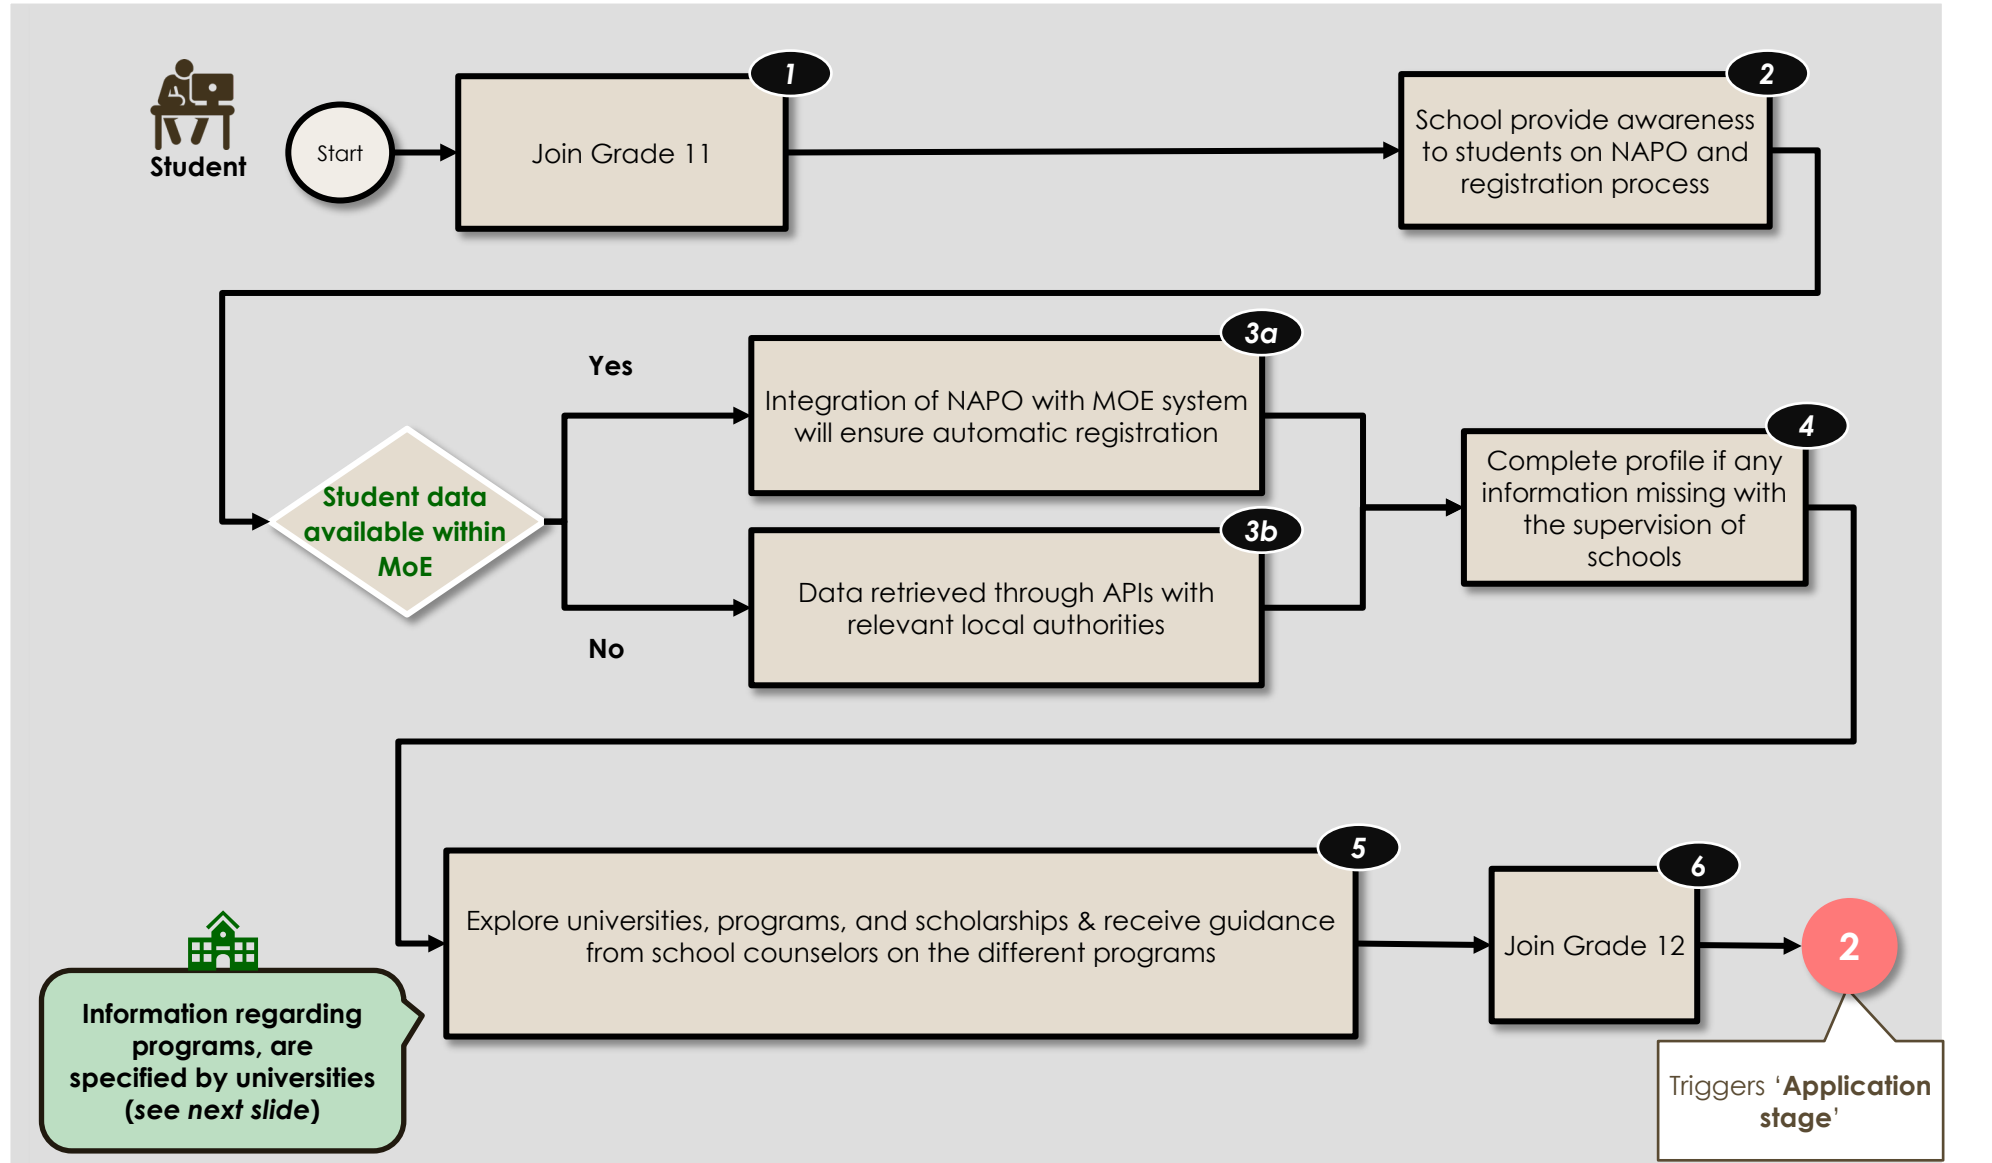 Student
Start
1
Join Grade 11
2
School provide awareness
to students on NAPO and
registration process
Student data
available within
MoE
Yes
3a
Integration of NAPO with MOE system
will ensure automatic registration
No
3b
Data retrieved through APIs with
relevant local authorities
4
Complete profile if any
information missing with
the supervision of
schools
5
Explore universities, programs, and scholarships & receive guidance
from school counselors on the different programs
6
Join Grade 12
2
Information regarding
programs, are
specified by universities
(see next slide)
Triggers ‘Application
stage’